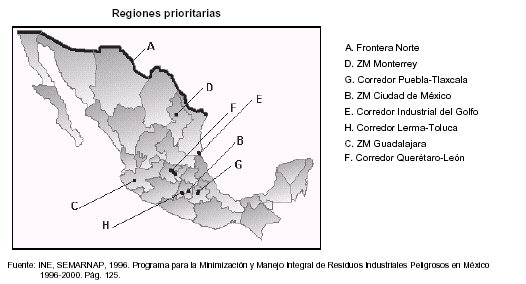 Regiones prioritarias
A
D
F
E
B
G
C
H
A. Frontera Norte
D. ZM Monterrey
G. Corredor Puebla-Tlaxcala
B. ZM Ciudad de México
E. Corredor Industrial del Golfo
H. Corredor Lerma-Toluca
C. ZM Guadalajara
F. Corredor Querétaro-León
Fuente: INE, SEMARNAP, 1996. Programa para la Minimización y Manejo Integral de Residuos Industriales Peligrosos en México
1996-2000. Pág. 125.